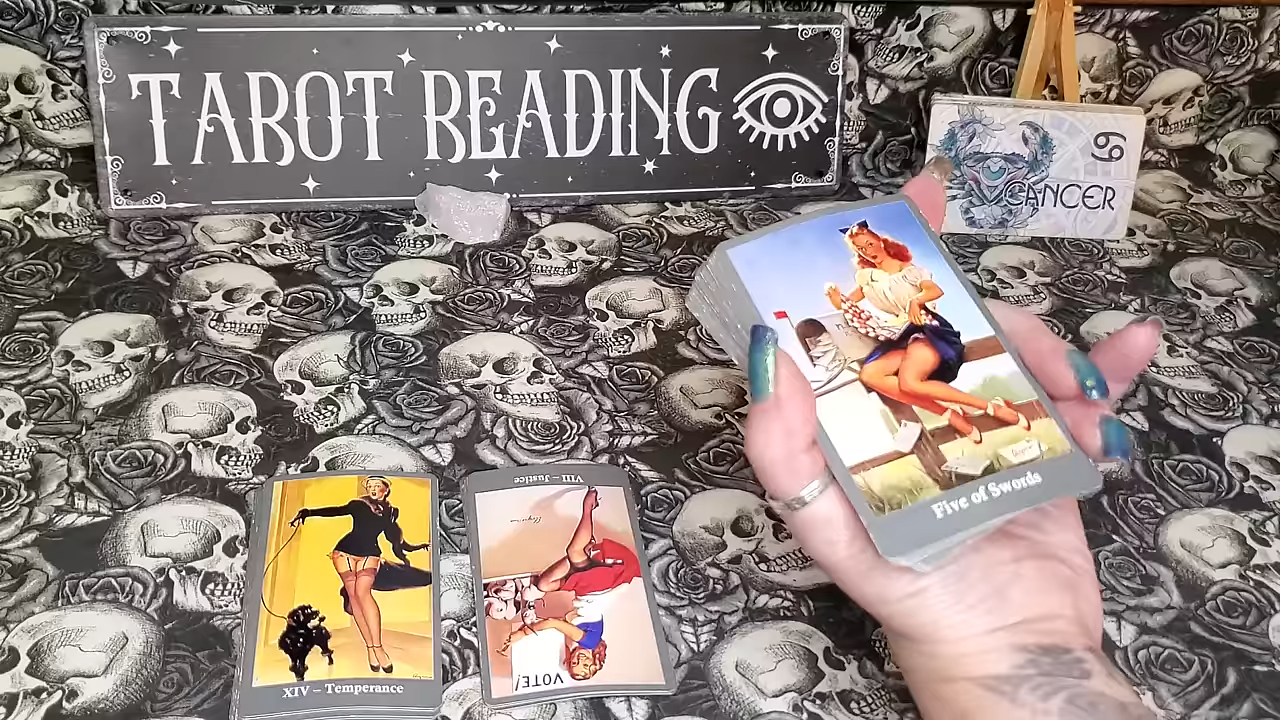 TAROT READING
CANCER
Five of Swords
XIV – Temperance
VIII – Justice
VOTE!